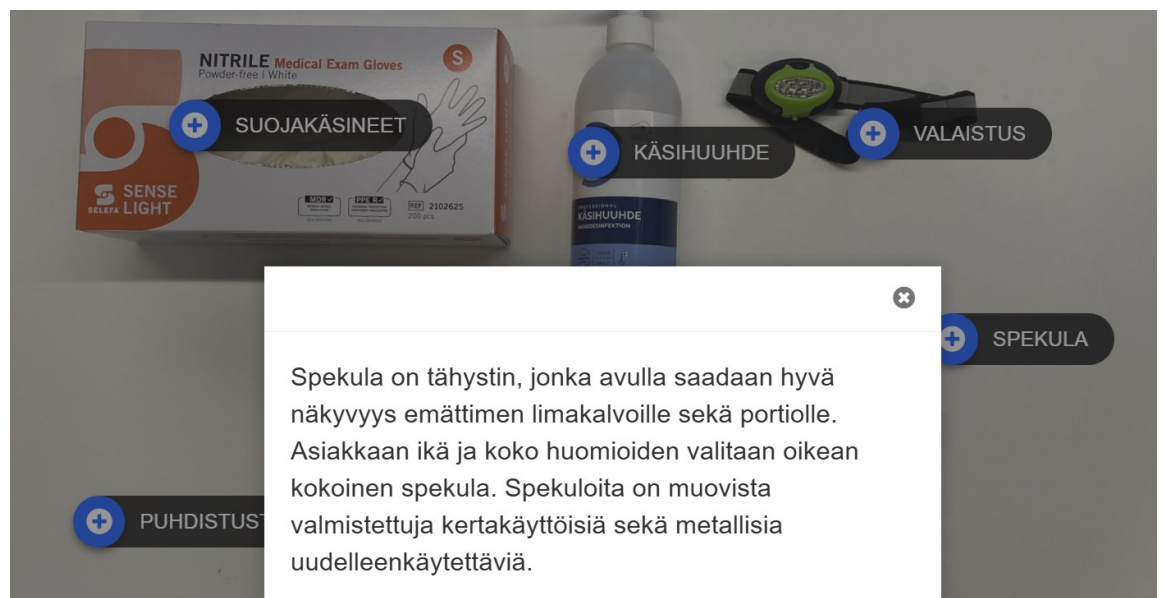 NITRILE Medical Exam Gloves
Powder-free | White
S
SUOJAKÄSINEET
KÄSIHUUHDE
VALAISTUS
SENSE
LIGHT
SELEFA
REF 2102625
200 pcs
PROFESSIONAL
KÄSIHUUHDE
SPEKULA
Spekula on tähystin, jonka avulla saadaan hyvä
näkyvyys emättimen limakalvoille sekä portiolle.
Asiakkaan ikä ja koko huomioiden valitaan oikean
kokoinen spekula. Spekuloita on muovista
valmistettuja kertakäyttöisiä sekä metallisia
uudelleenkäytettäviä.
PUHDISTUST